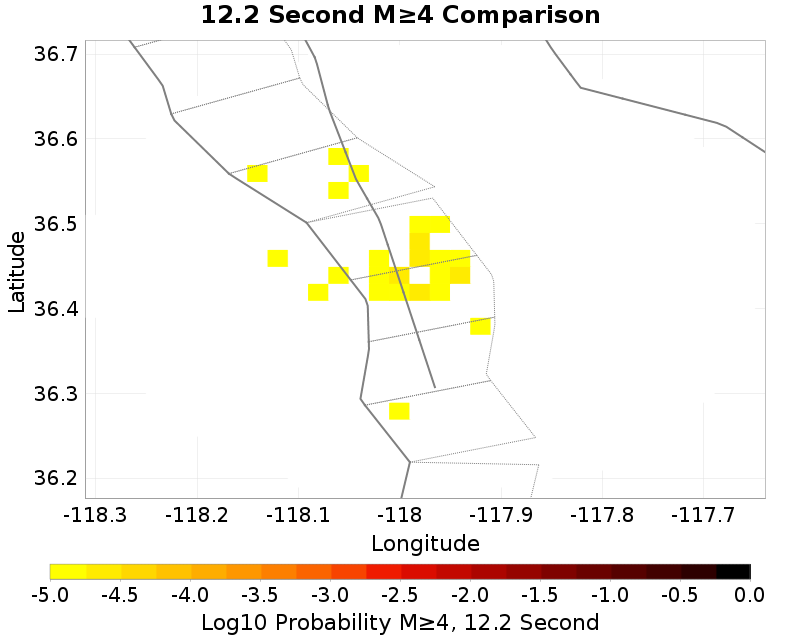 12.2 Second M≥4 Comparison
36.7
36.6
36.5
36.4
36.3
36.2
Latitude
-118.3 -118.2 -118.1 -118 -117.9 -117.8 -117.7
Longitude
-5.0 -4.5 -4.0 -3.5 -3.0 -2.5 -2.0 -1.5 -1.0 -0.5 0.0
Log10 Probability M≥4, 12.2 Second